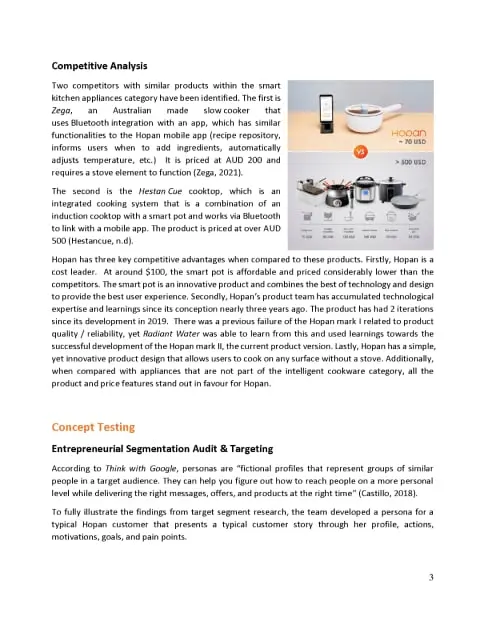 Competitive Analysis
Two competitors with similar products within the smart
kitchen appliances category have been identified. The first is
Zega, an Australian made slow cooker that
uses Bluetooth integration with an app, which has similar
functionalities to the Hopan mobile app (recipe repository,
informs users when to add ingredients, automatically
adjusts temperature, etc.) It is priced at AUD 200 and
requires a stove element to function (Zega, 2021).
HOPAN
~ 70 USD
VS
> 500 USD
The second is the Hestan Cue cooktop, which is an
integrated cooking system that is a combination of an
induction cooktop with a smart pot and works via Bluetooth
to link with a mobile app. The product is priced at over AUD
500 (Hestancue, n.d).
Hopan has three key competitive advantages when compared to these products. Firstly, Hopan is a
cost leader. At around $100, the smart pot is affordable and priced considerably lower than the
competitors. The smart pot is an innovative product and combines the best of technology and design
to provide the best user experience. Secondly, Hopan's product team has accumulated technological
expertise and learnings since its conception nearly three years ago. The product has had 2 iterations
since its development in 2019. There was a previous failure of the Hopan mark I related to product
quality / reliability, yet Radiant Water was able to learn from this and used learnings towards the
successful development of the Hopan mark II, the current product version. Lastly, Hopan has a simple,
yet innovative product design that allows users to cook on any surface without a stove. Additionally,
when compared with appliances that are not part of the intelligent cookware category, all the
product and price features stand out in favour for Hopan.
Concept Testing
Entrepreneurial Segmentation Audit & Targeting
According to Think with Google, personas are "fictional profiles that represent groups of similar
people in a target audience. They can help you figure out how to reach people on a more personal
level while delivering the right messages, offers, and products at the right time" (Castillo, 2018).
To fully illustrate the findings from target segment research, the team developed a persona for a
typical Hopan customer that presents a typical customer story through her profile, actions,
motivations, goals, and pain points.
3